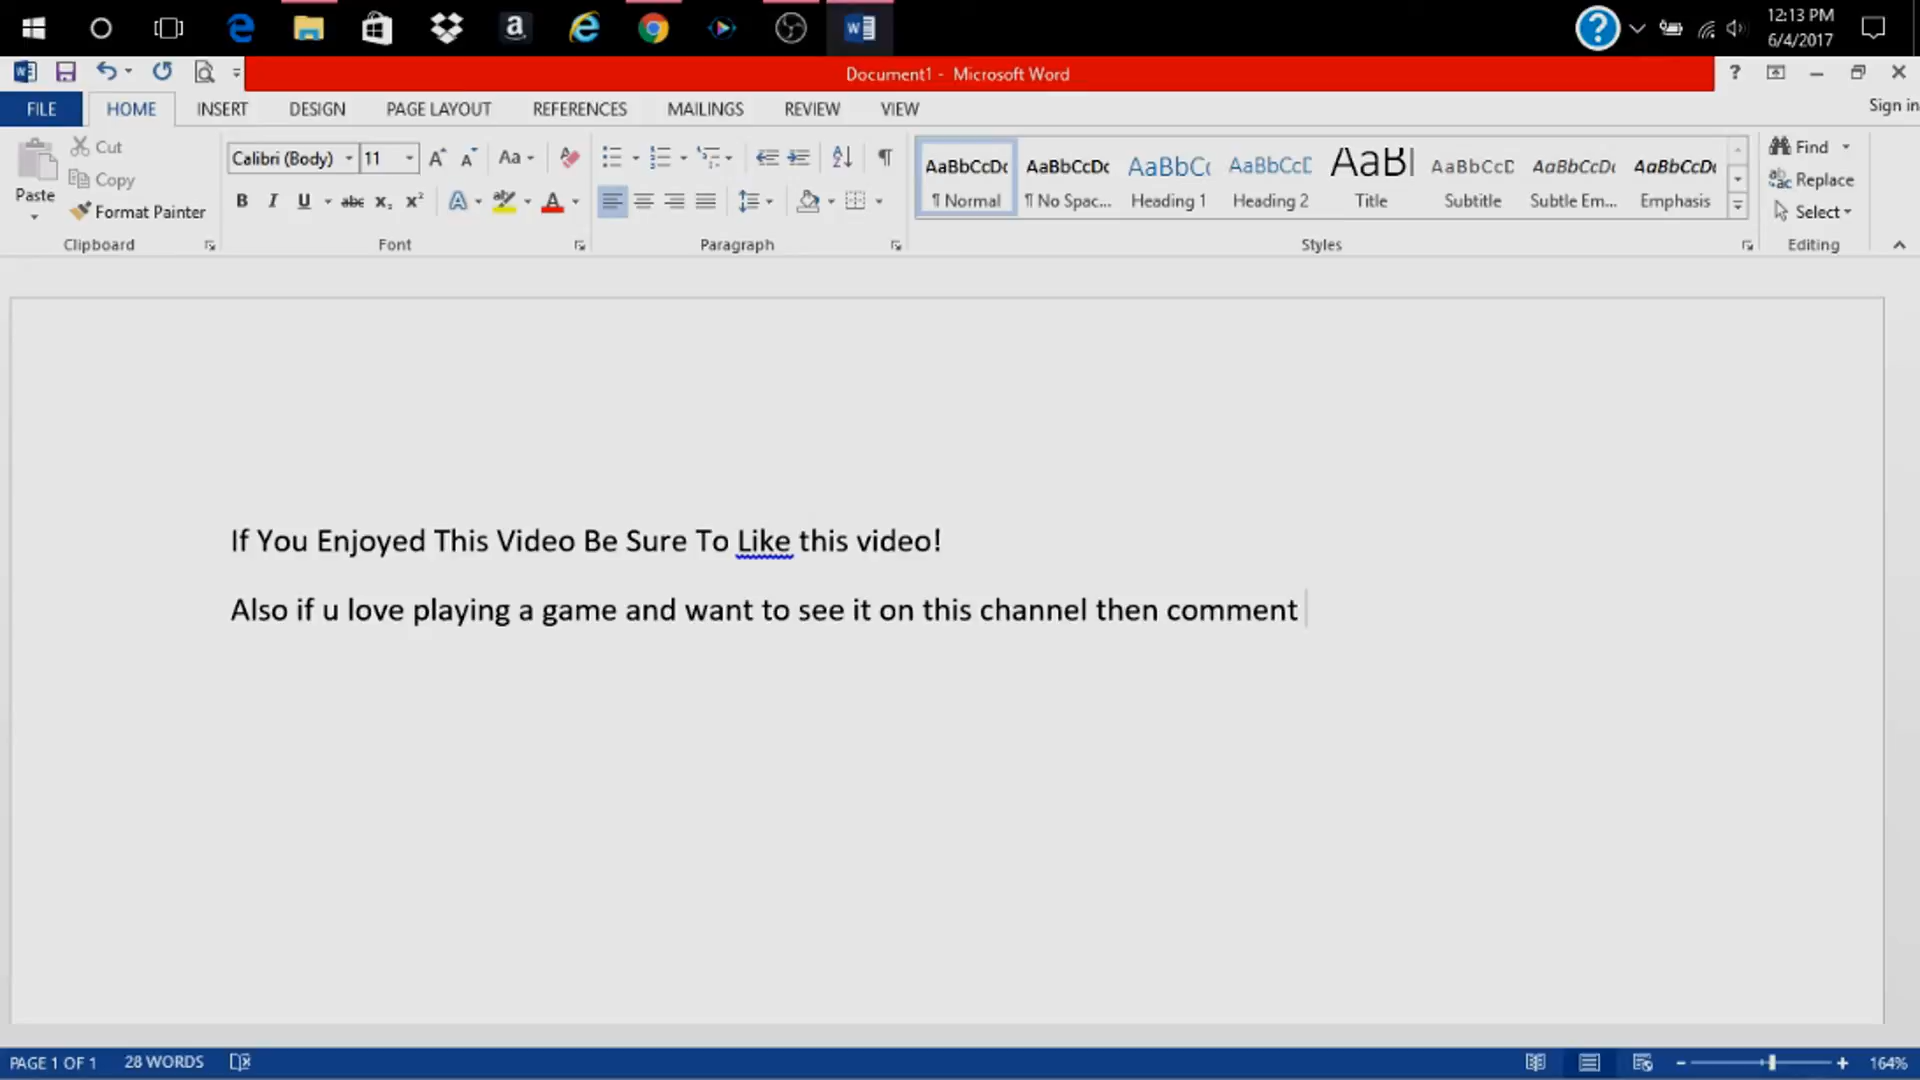 12:13 PM
6/4/2017
Document1 - Microsoft Word
Sign in
FILE HOME INSERT DESIGN PAGE LAYOUT REFERENCES MAILINGS REVIEW VIEW
Paste
Cut
Copy
Format Painter
Clipboard
Calibri (Body) 11
Font
Paragraph
AaBbCcDc AaBbCcDc AaBbC( AaBbCcD AaB AaBbCcD AaBbCcDc AaBbCcDc
¶ Normal ¶ No Spac... Heading 1 Heading 2 Title Subtitle Subtle Em... Emphasis
Styles
Find
Replace
Select
Editing
If You Enjoyed This Video Be Sure To Like this video!
Also if u love playing a game and want to see it on this channel then comment
PAGE 1 OF 1 28 WORDS
164%